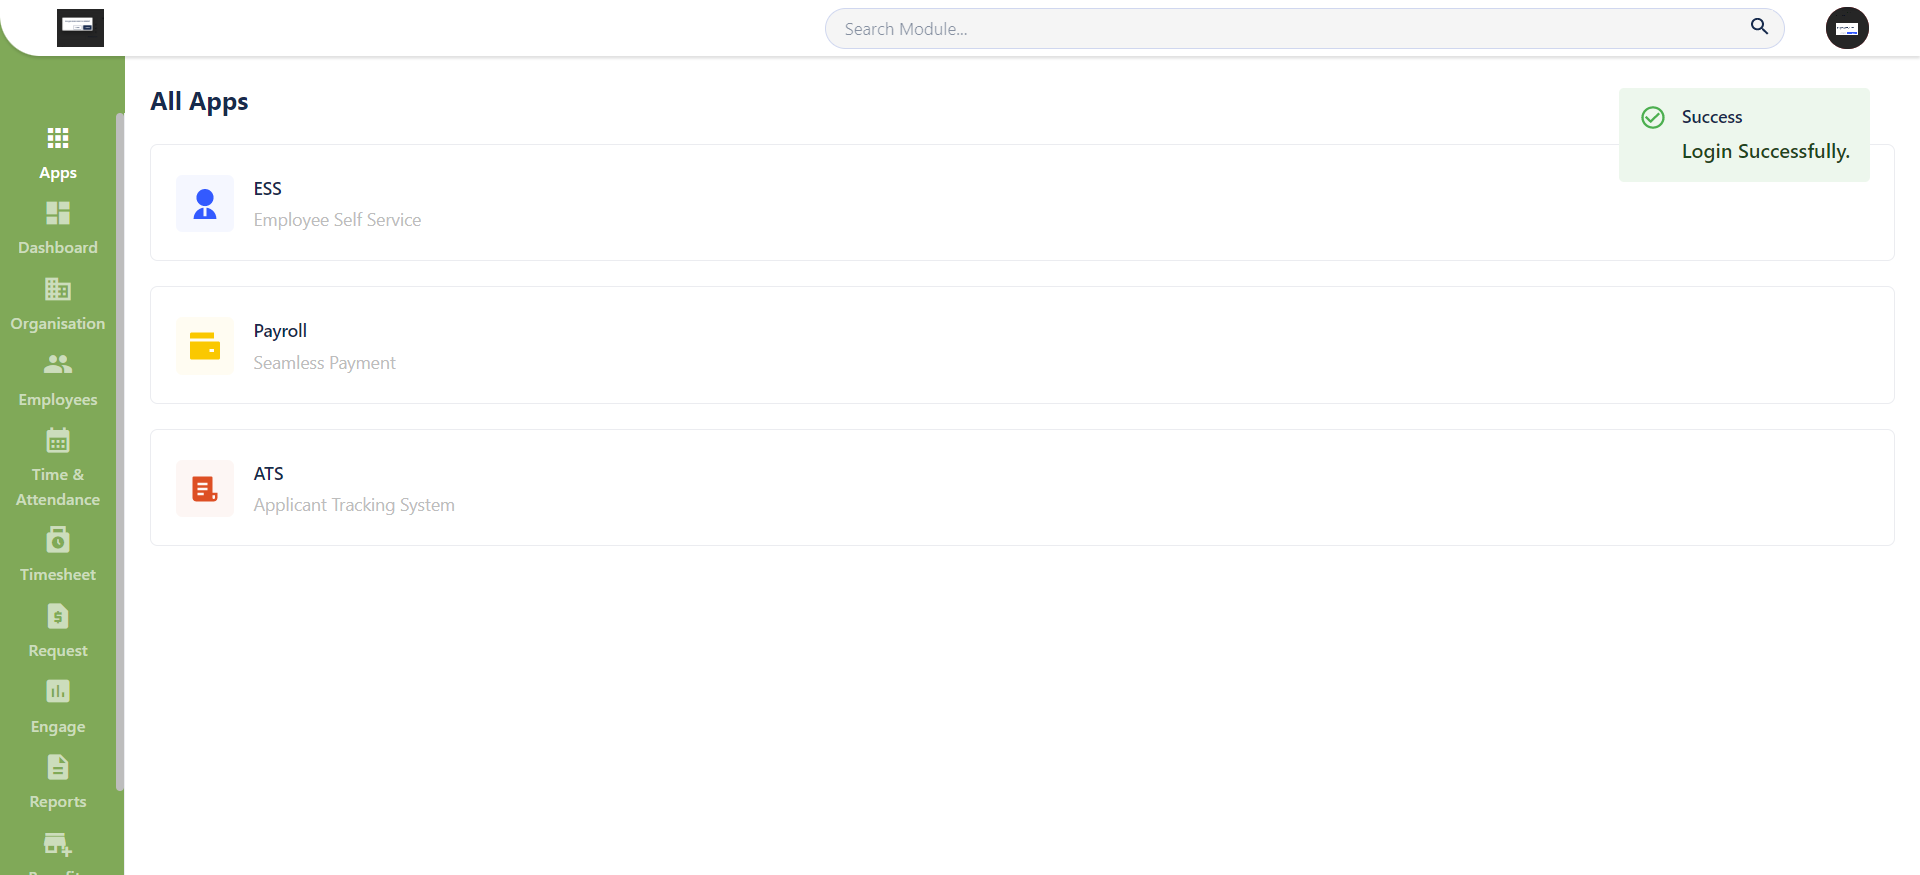 Search Module...
All Apps
Success
Login Successfully.
Apps
Dashboard
Organisation
Employees
Time &
Attendance
Timesheet
Request
Engage
Reports
ESS
Employee Self Service
Payroll
Seamless Payment
ATS
Applicant Tracking System